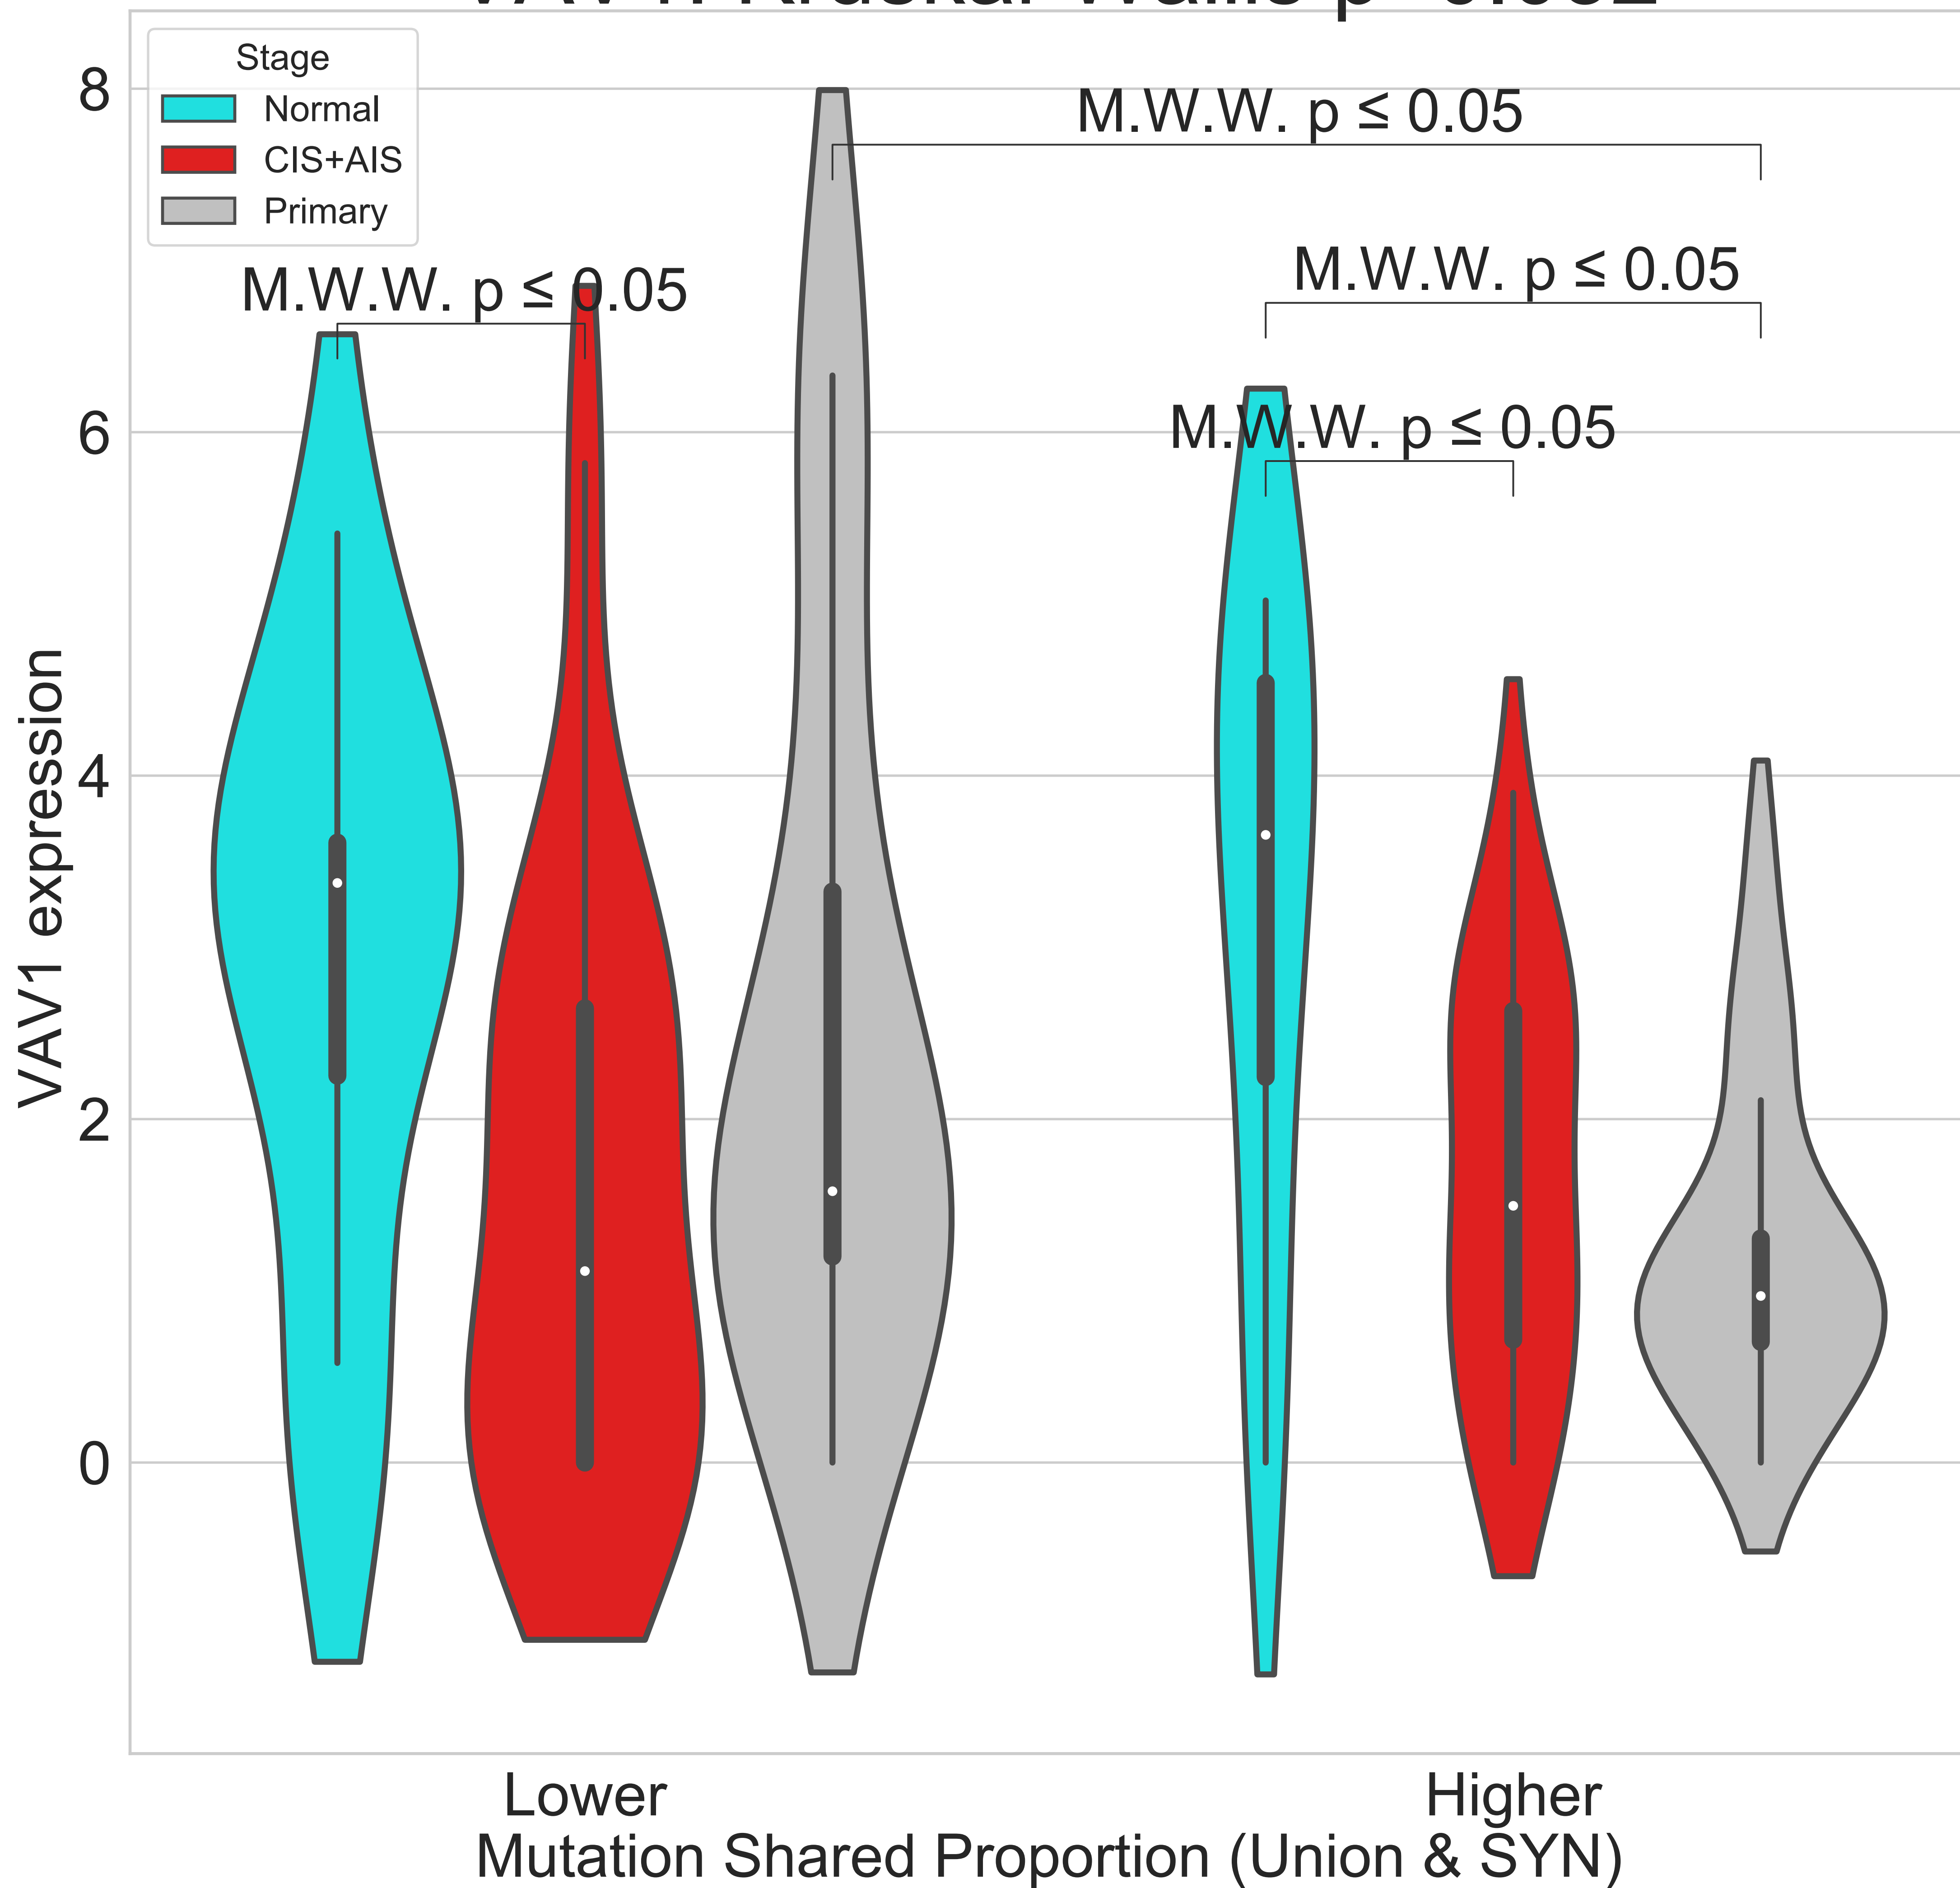 Stage
Normal
CIS+AIS
Primary
M.W.W. p ≤ 0.05
M.W.W. p ≤ 0.05
M.W.W. p ≤ 0.05
M.W.W. p ≤ 0.05
8
6
4
2
0
VAV1 expression
Lower
Higher
Mutation Shared Proportion (Union & SYN)